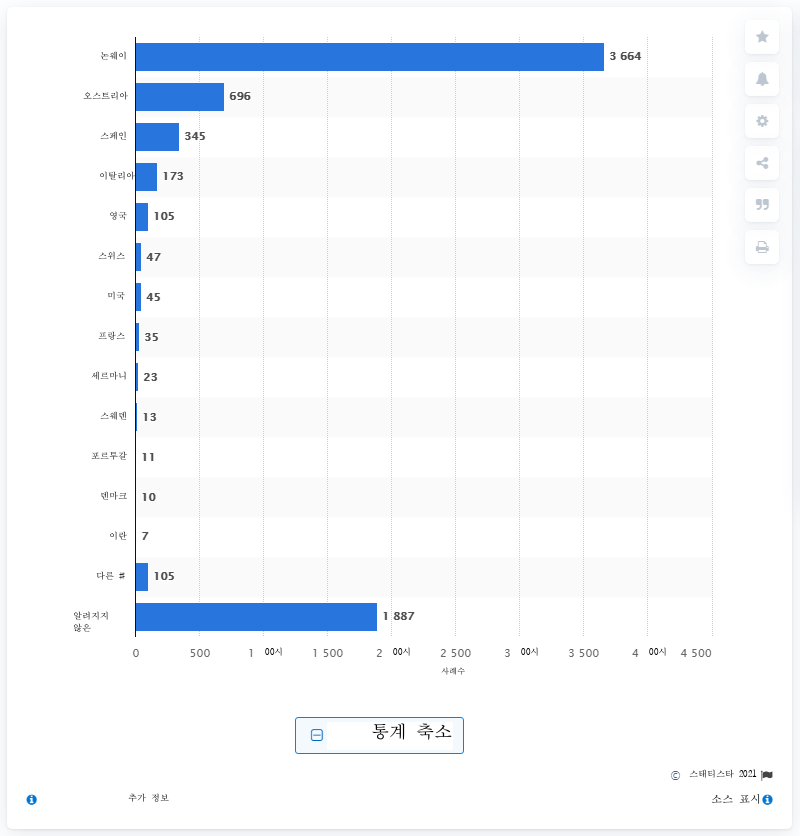 논웨이 3 664
오스트리아 696
스페인 345
이탈리아 173
영국 105
스위스 47
미국 45
프랑스 35
제르마니 23
스웨덴 13
포르투갈 11
덴마크 10
이란 7
다른 # 105
알려지지
않은 1 887
0 500 1 00시 1 500 2 00시 2 500 3 00시 3 500 4 00시 4 500
사례수
통계 축소
© 스태티스타 2021
추가 정보 소스 표시